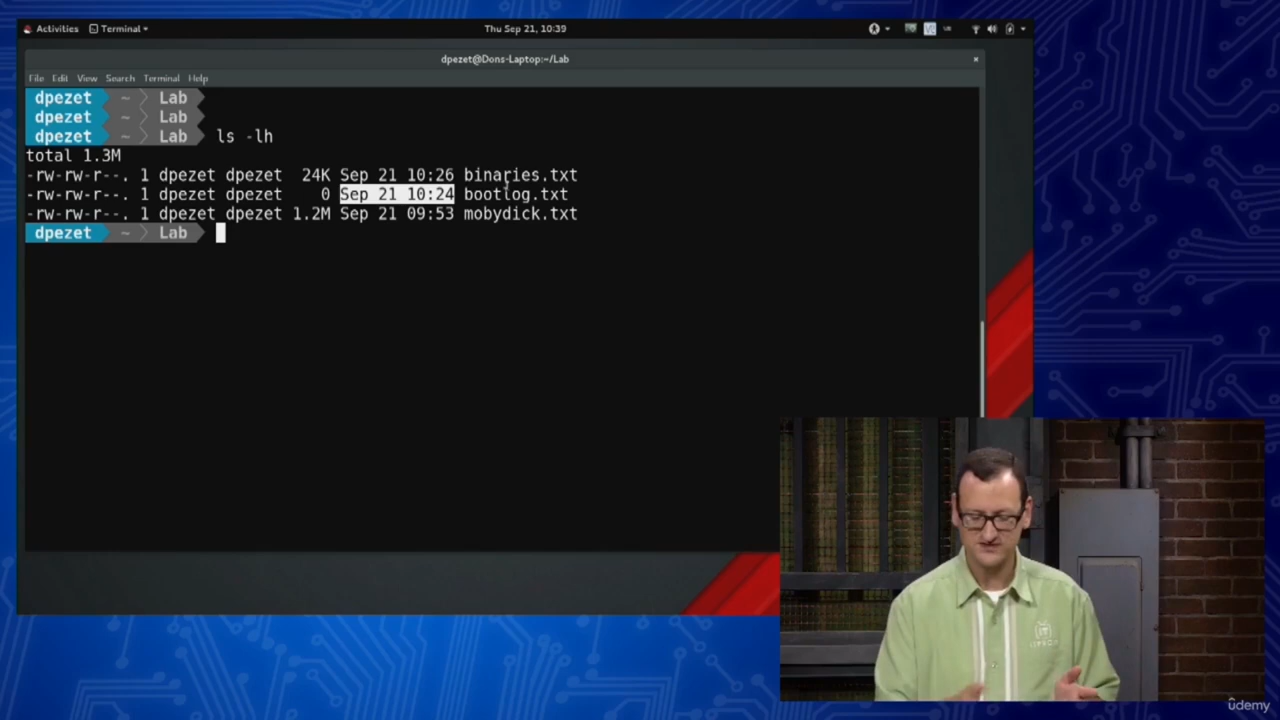 Activities Terminal Thu Sep 21, 10:39
dpezet@Dons-Laptop:~/Lab ×
File Edit View Search Terminal Help
dpezet ~ Lab
dpezet ~ Lab
dpezet ~ Lab ls -lh
total 1.3M
-rw-rw-r--. 1 dpezet dpezet 24K Sep 21 10:26 binaries.txt
-rw-rw-r--. 1 dpezet dpezet 0 Sep 21 10:24 bootlog.txt
-rw-rw-r--. 1 dpezet dpezet 1.2M Sep 21 09:53 mobydick.txt
dpezet ~ Lab
udemy